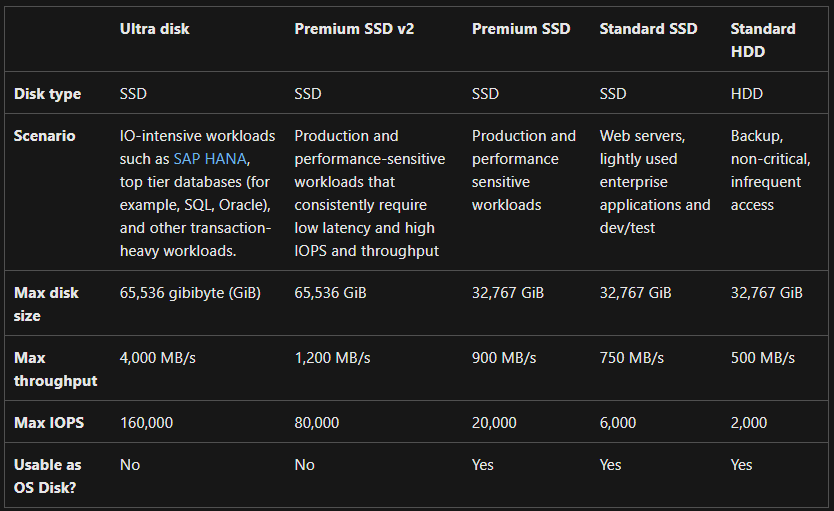 Ultra disk Premium SSD v2 Premium SSD Standard SSD Standard
HDD
Disk type SSD SSD SSD SSD HDD
Scenario IO-intensive workloads Production and Production and Web servers, Backup,
such as SAP HANA, performance-sensitive performance lightly used non-critical,
top tier databases (for workloads that sensitive enterprise infrequent
example, SQL, Oracle), consistently require workloads applications and access
and other transaction- low latency and high dev/test
heavy workloads. IOPS and throughput
Max disk 65,536 gibibyte (GiB) 65,536 GiB 32,767 GiB 32,767 GiB 32,767 GiB
size
Max 4,000 MB/s 1,200 MB/s 900 MB/s 750 MB/s 500 MB/s
throughput
Max IOPS 160,000 80,000 20,000 6,000 2,000
Usable as No No Yes Yes Yes
OS Disk?